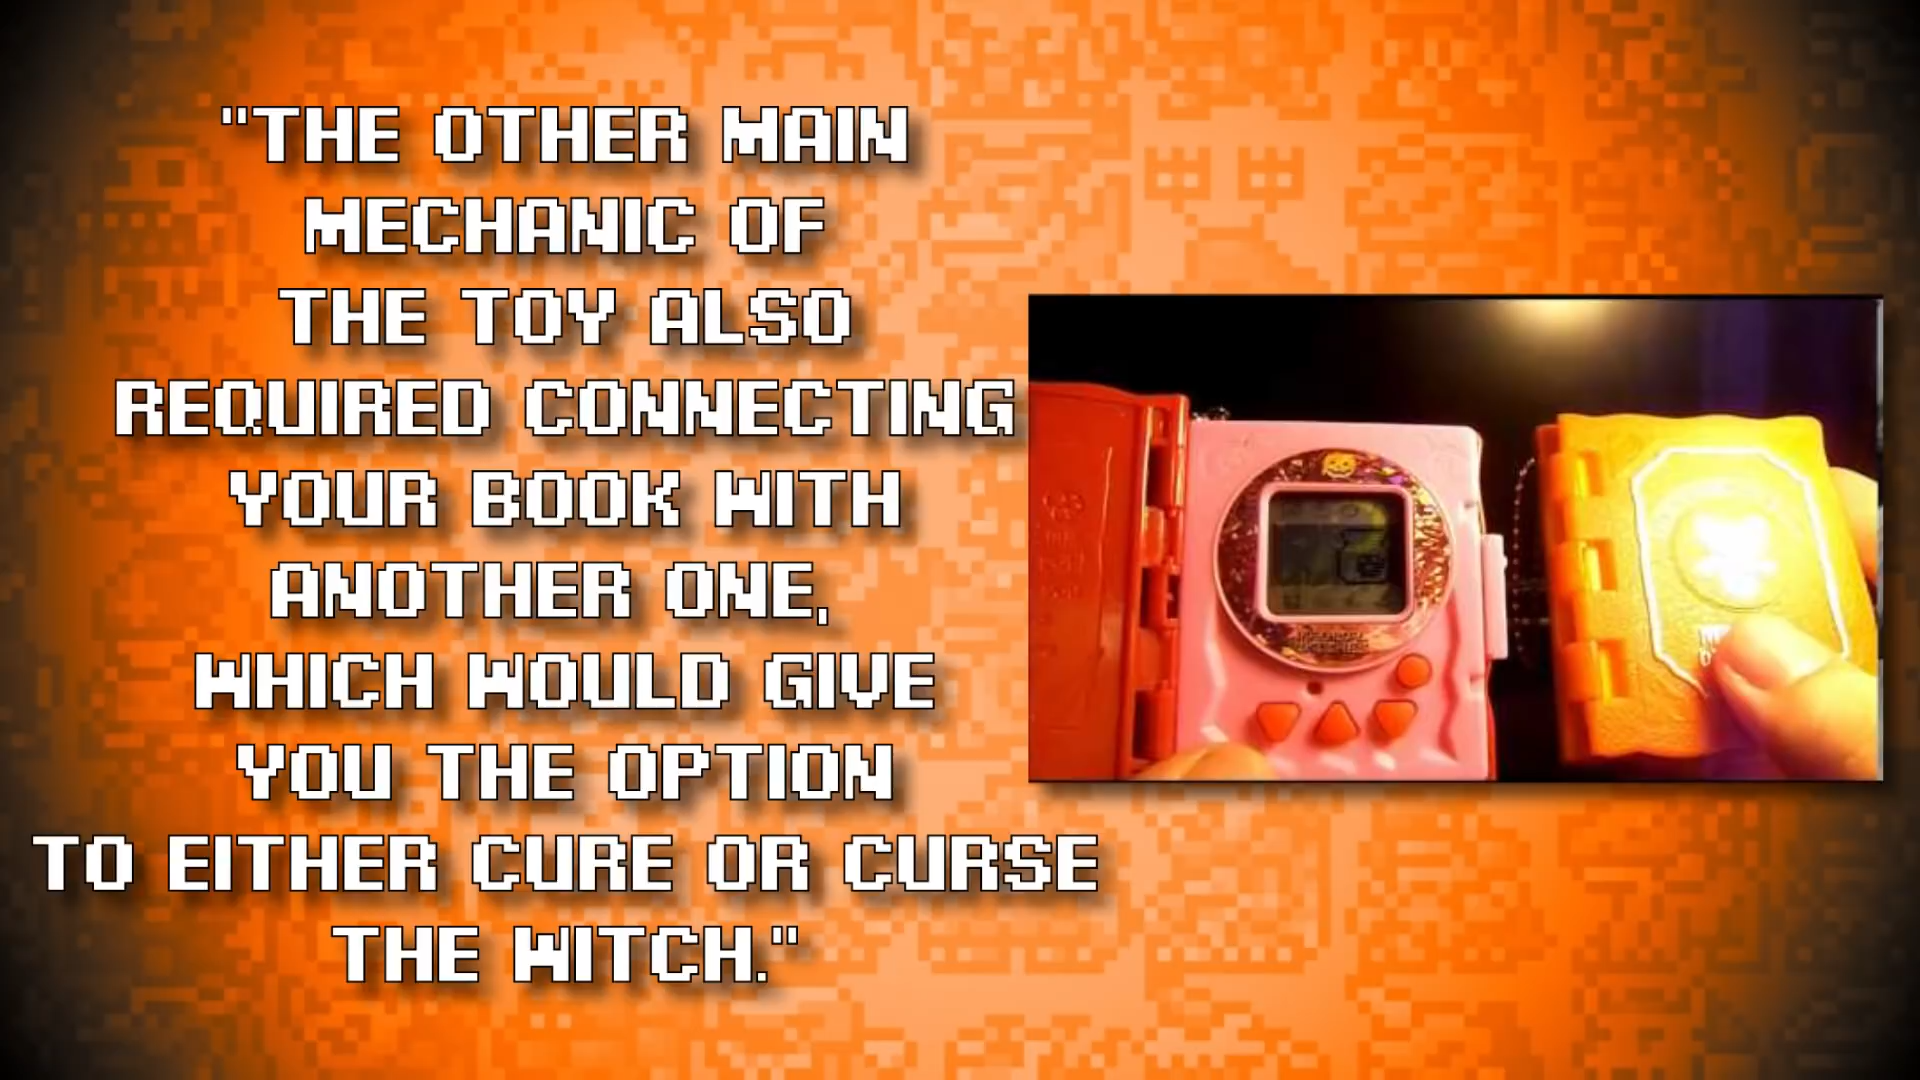 "THE OTHER MAIN
MECHANIC OF
THE TOY ALSO
REQUIRED CONNECTING
YOUR BOOK WITH
ANOTHER ONE,
WHICH WOULD GIVE
YOU THE OPTION
TO EITHER CURE OR CURSE
THE WITCH."